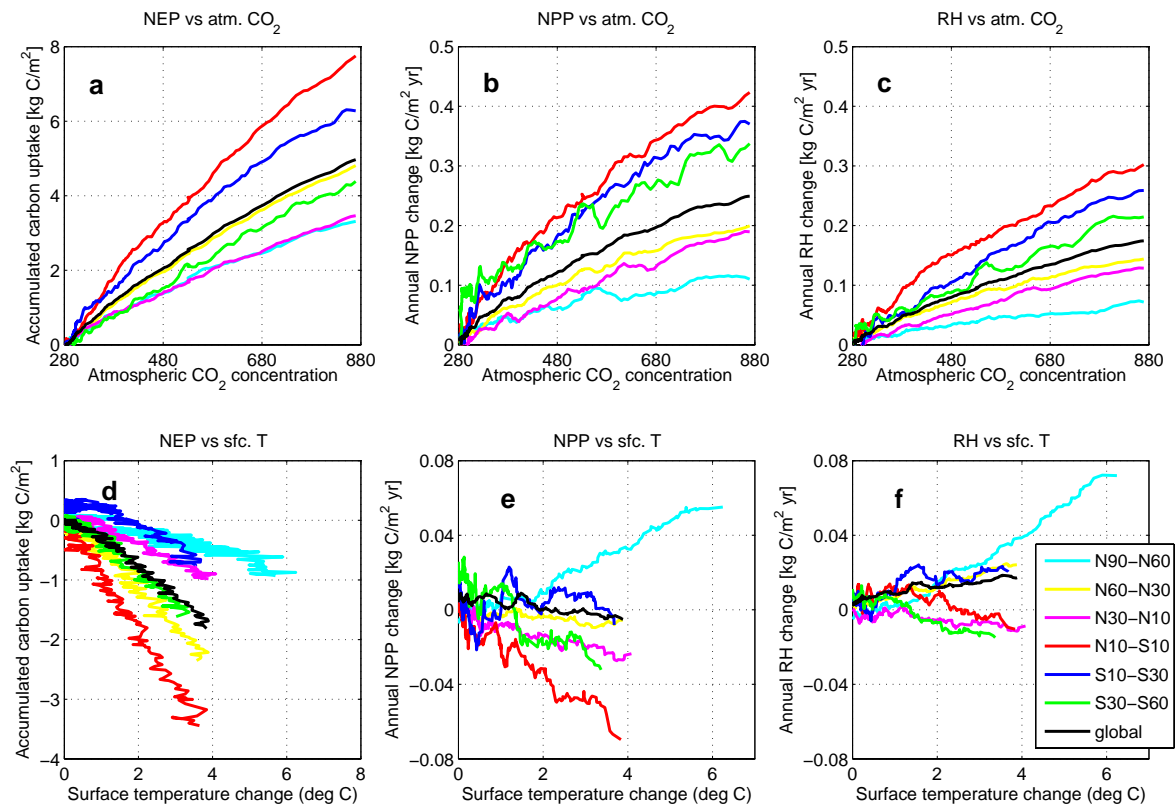 NEP vs atm. CO2
NPP vs atm. CO2
RH vs atm. CO2
a
b
c
Accumulated carbon uptake [kg C/m²]
0
2
4
6
8
280
480
680
880
Atmospheric CO2 concentration
Annual NPP change [kg C/m² yr]
0
0.1
0.2
0.3
0.4
0.5
280
480
680
880
Atmospheric CO2 concentration
Annual RH change [kg C/m² yr]
0
0.1
0.2
0.3
0.4
0.5
280
480
680
880
Atmospheric CO2 concentration
NEP vs sfc. T
NPP vs sfc. T
RH vs sfc. T
d
e
f
Accumulated carbon uptake [kg C/m²]
1
0
−1
−2
−3
−4
0
2
4
6
8
Surface temperature change (deg C)
Annual NPP change [kg C/m² yr]
0.08
0.04
0
−0.04
−0.08
0
2
4
6
Surface temperature change (deg C)
Annual RH change [kg C/m² yr]
0.08
0.04
0
−0.04
−0.08
0
2
4
6
Surface temperature change (deg C)
N90−N60
N60−N30
N30−N10
N10−S10
S10−S30
S30−S60
global